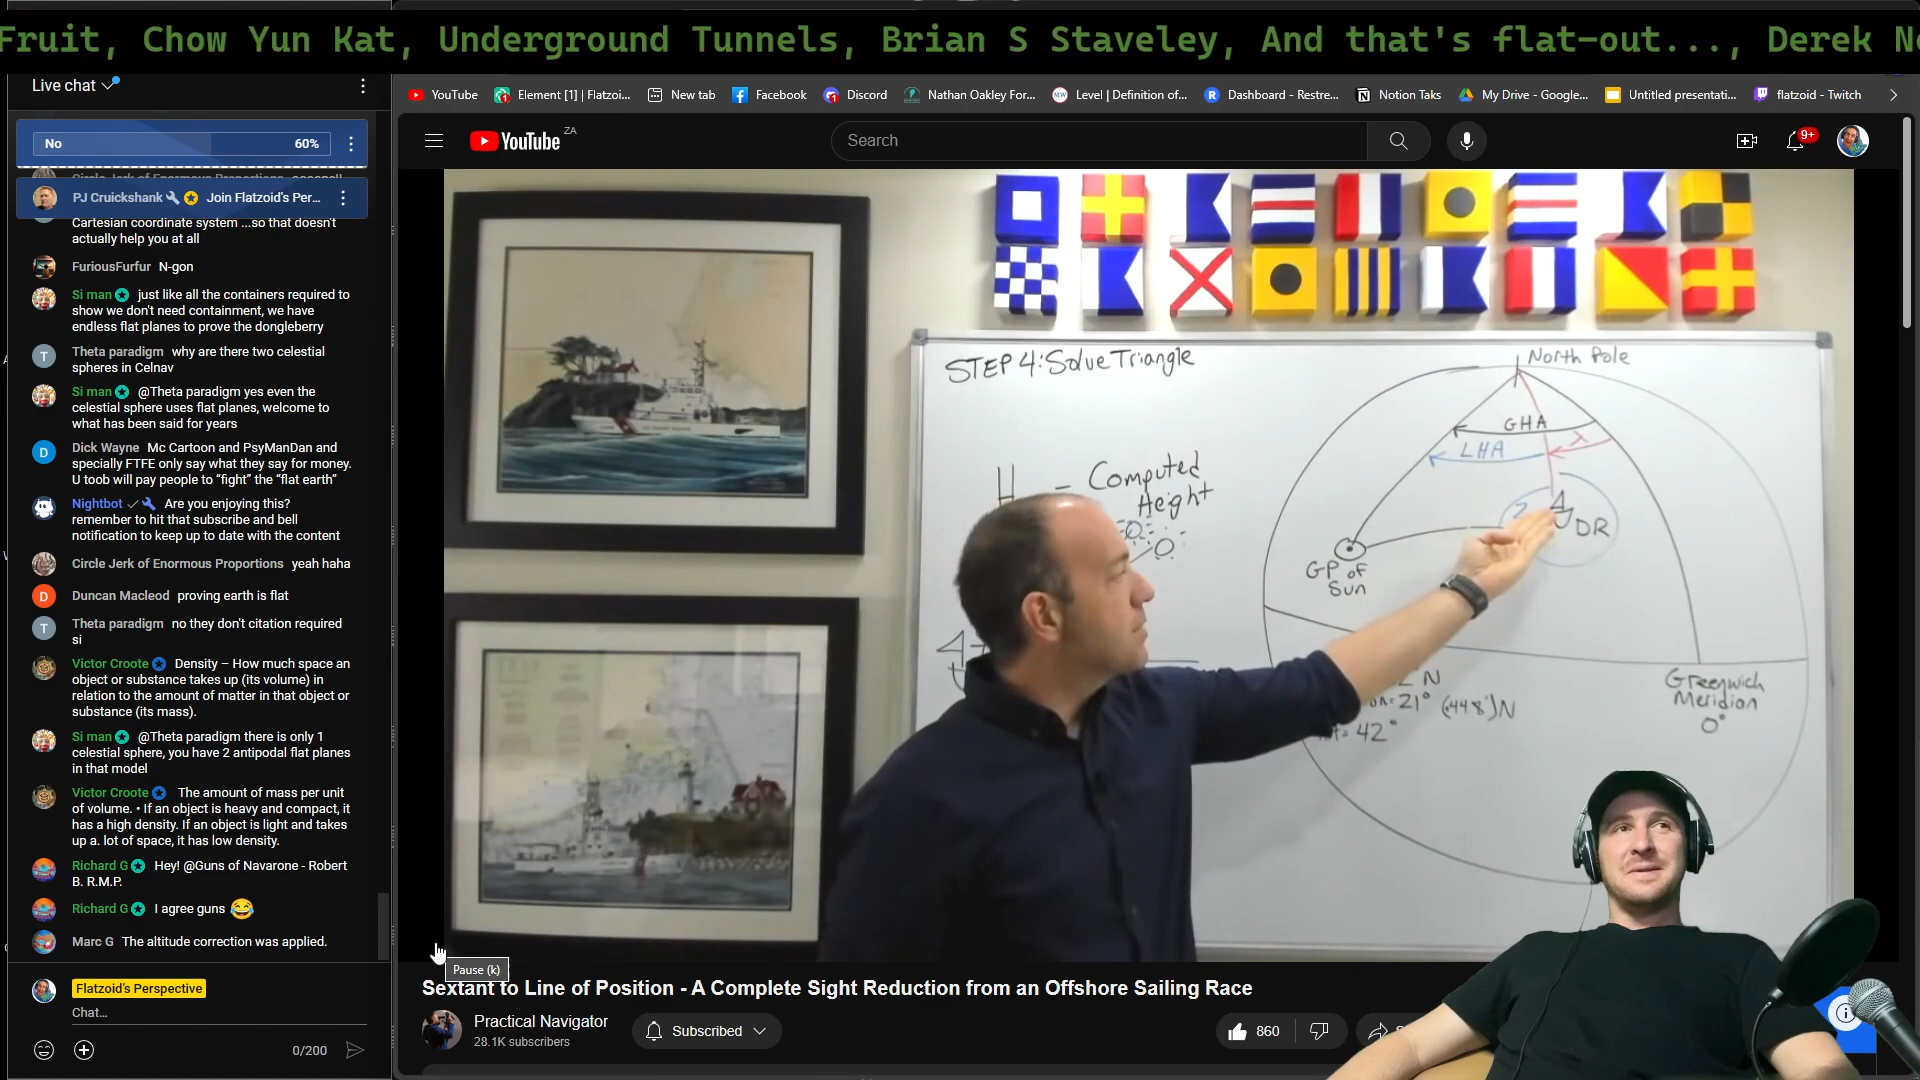 Fruit, Chow Yun Kat, Underground Tunnels, Brian S Staveley, And that's flat-out..., Derek
Live chat
YouTube
Element [1] | Flatzoi...
New tab
Facebook
Discord
Nathan Oakley For...
Level | Definition of...
Dashboard - Restre...
Notion Taks
My Drive - Google...
Untitled presentati...
flatzoid - Twitch
No
60%
YouTube
ZA
Search
9+
PJ Cruickshank
Join Flatzoid's Per...
Cartesian coordinate system ...so that doesn't
actually help you at all
FuriousFurfur N-gon
Si man just like all the containers required to
show we don't need containment, we have
endless flat planes to prove the dongleberry
Theta paradigm why are there two celestial
spheres in Celnav
Si man @Theta paradigm yes even the
celestial sphere uses flat planes, welcome to
what has been said for years
Dick Wayne Mc Cartoon and PsyManDan and
specially FTFE only say what they say for money.
U toob will pay people to “fight” the “flat earth”
Nightbot Are you enjoying this?
remember to hit that subscribe and bell
notification to keep up to date with the content
Circle Jerk of Enormous Proportions yeah haha
Duncan Macleod proving earth is flat
Theta paradigm no they don't citation required
si
Victor Croote Density – How much space an
object or substance takes up (its volume) in
relation to the amount of matter in that object or
substance (its mass).
Si man @Theta paradigm there is only 1
celestial sphere, you have 2 antipodal flat planes
in that model
Victor Croote The amount of mass per unit
of volume. • If an object is heavy and compact, it
has a high density. If an object is light and takes
up a. lot of space, it has low density.
Richard G Hey! @Guns of Navarone - Robert
B. R.M.P.
Richard G I agree guns 😂
Marc G The altitude correction was applied.
Flatzoid's Perspective
Chat...
0/200
STEP 4: Solve Triangle
North Pole
GHA
LHA
λ
H - Computed
Height
Z
DR
GP of
Sun
Greenwich
Meridion
0°
N
21° (.448')N
= 42°
Pause (k)
Sextant to Line of Position - A Complete Sight Reduction from an Offshore Sailing Race
Practical Navigator
28.1K subscribers
Subscribed
860